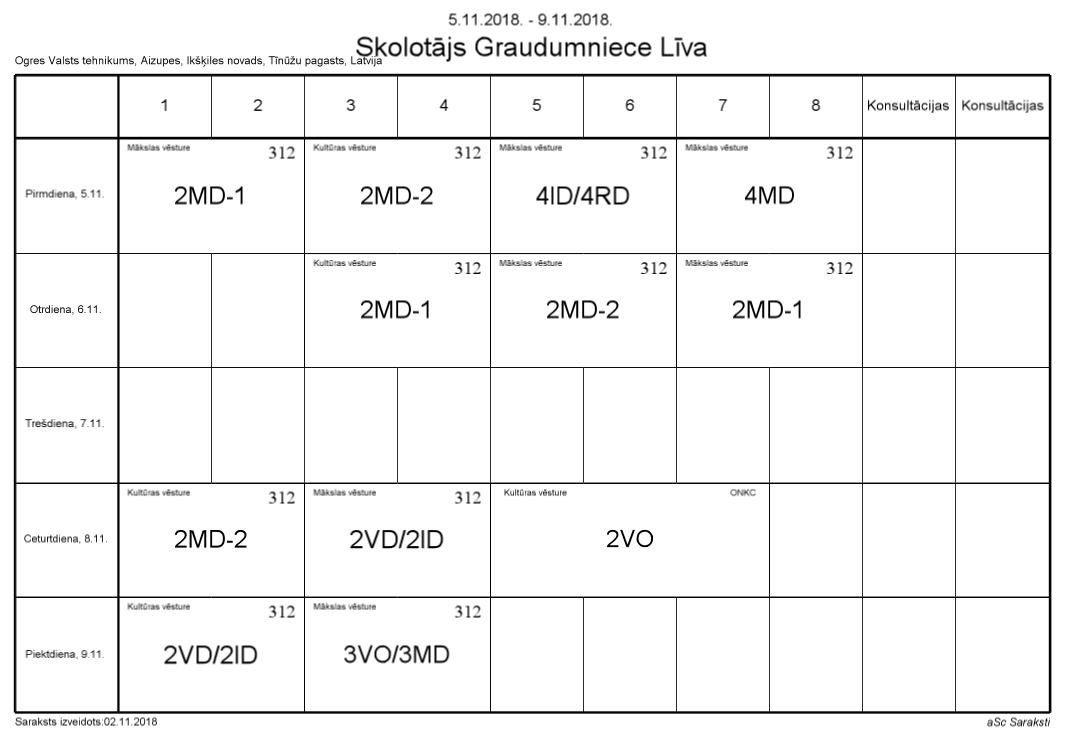 5.11.2018. - 9.11.2018.
Skolotājs Graudumniece Līva
Ogres Valsts tehnikums, Aizupes, Ikšķiles novads, Tīnūžu pagasts, Latvija
1 2 3 4 5 6 7 8 Konsultācijas Konsultācijas
Mākslas vēsture 312 Kultūras vēsture 312 Mākslas vēsture 312 Mākslas vēsture 312
Pirmdiena, 5.11. 2MD-1 2MD-2 4ID/4RD 4MD
Kultūras vēsture 312 Mākslas vēsture 312 Mākslas vēsture 312
Otrdiena, 6.11. 2MD-1 2MD-2 2MD-1
Trešdiena, 7.11.
Kultūras vēsture 312 Mākslas vēsture 312 Kultūras vēsture ONKC
Ceturtdiena, 8.11. 2MD-2 2VD/2ID 2VO
Kultūras vēsture 312 Mākslas vēsture 312
Piektdiena, 9.11. 2VD/2ID 3VO/3MD
Saraksts izveidots:02.11.2018 aSc Saraksti